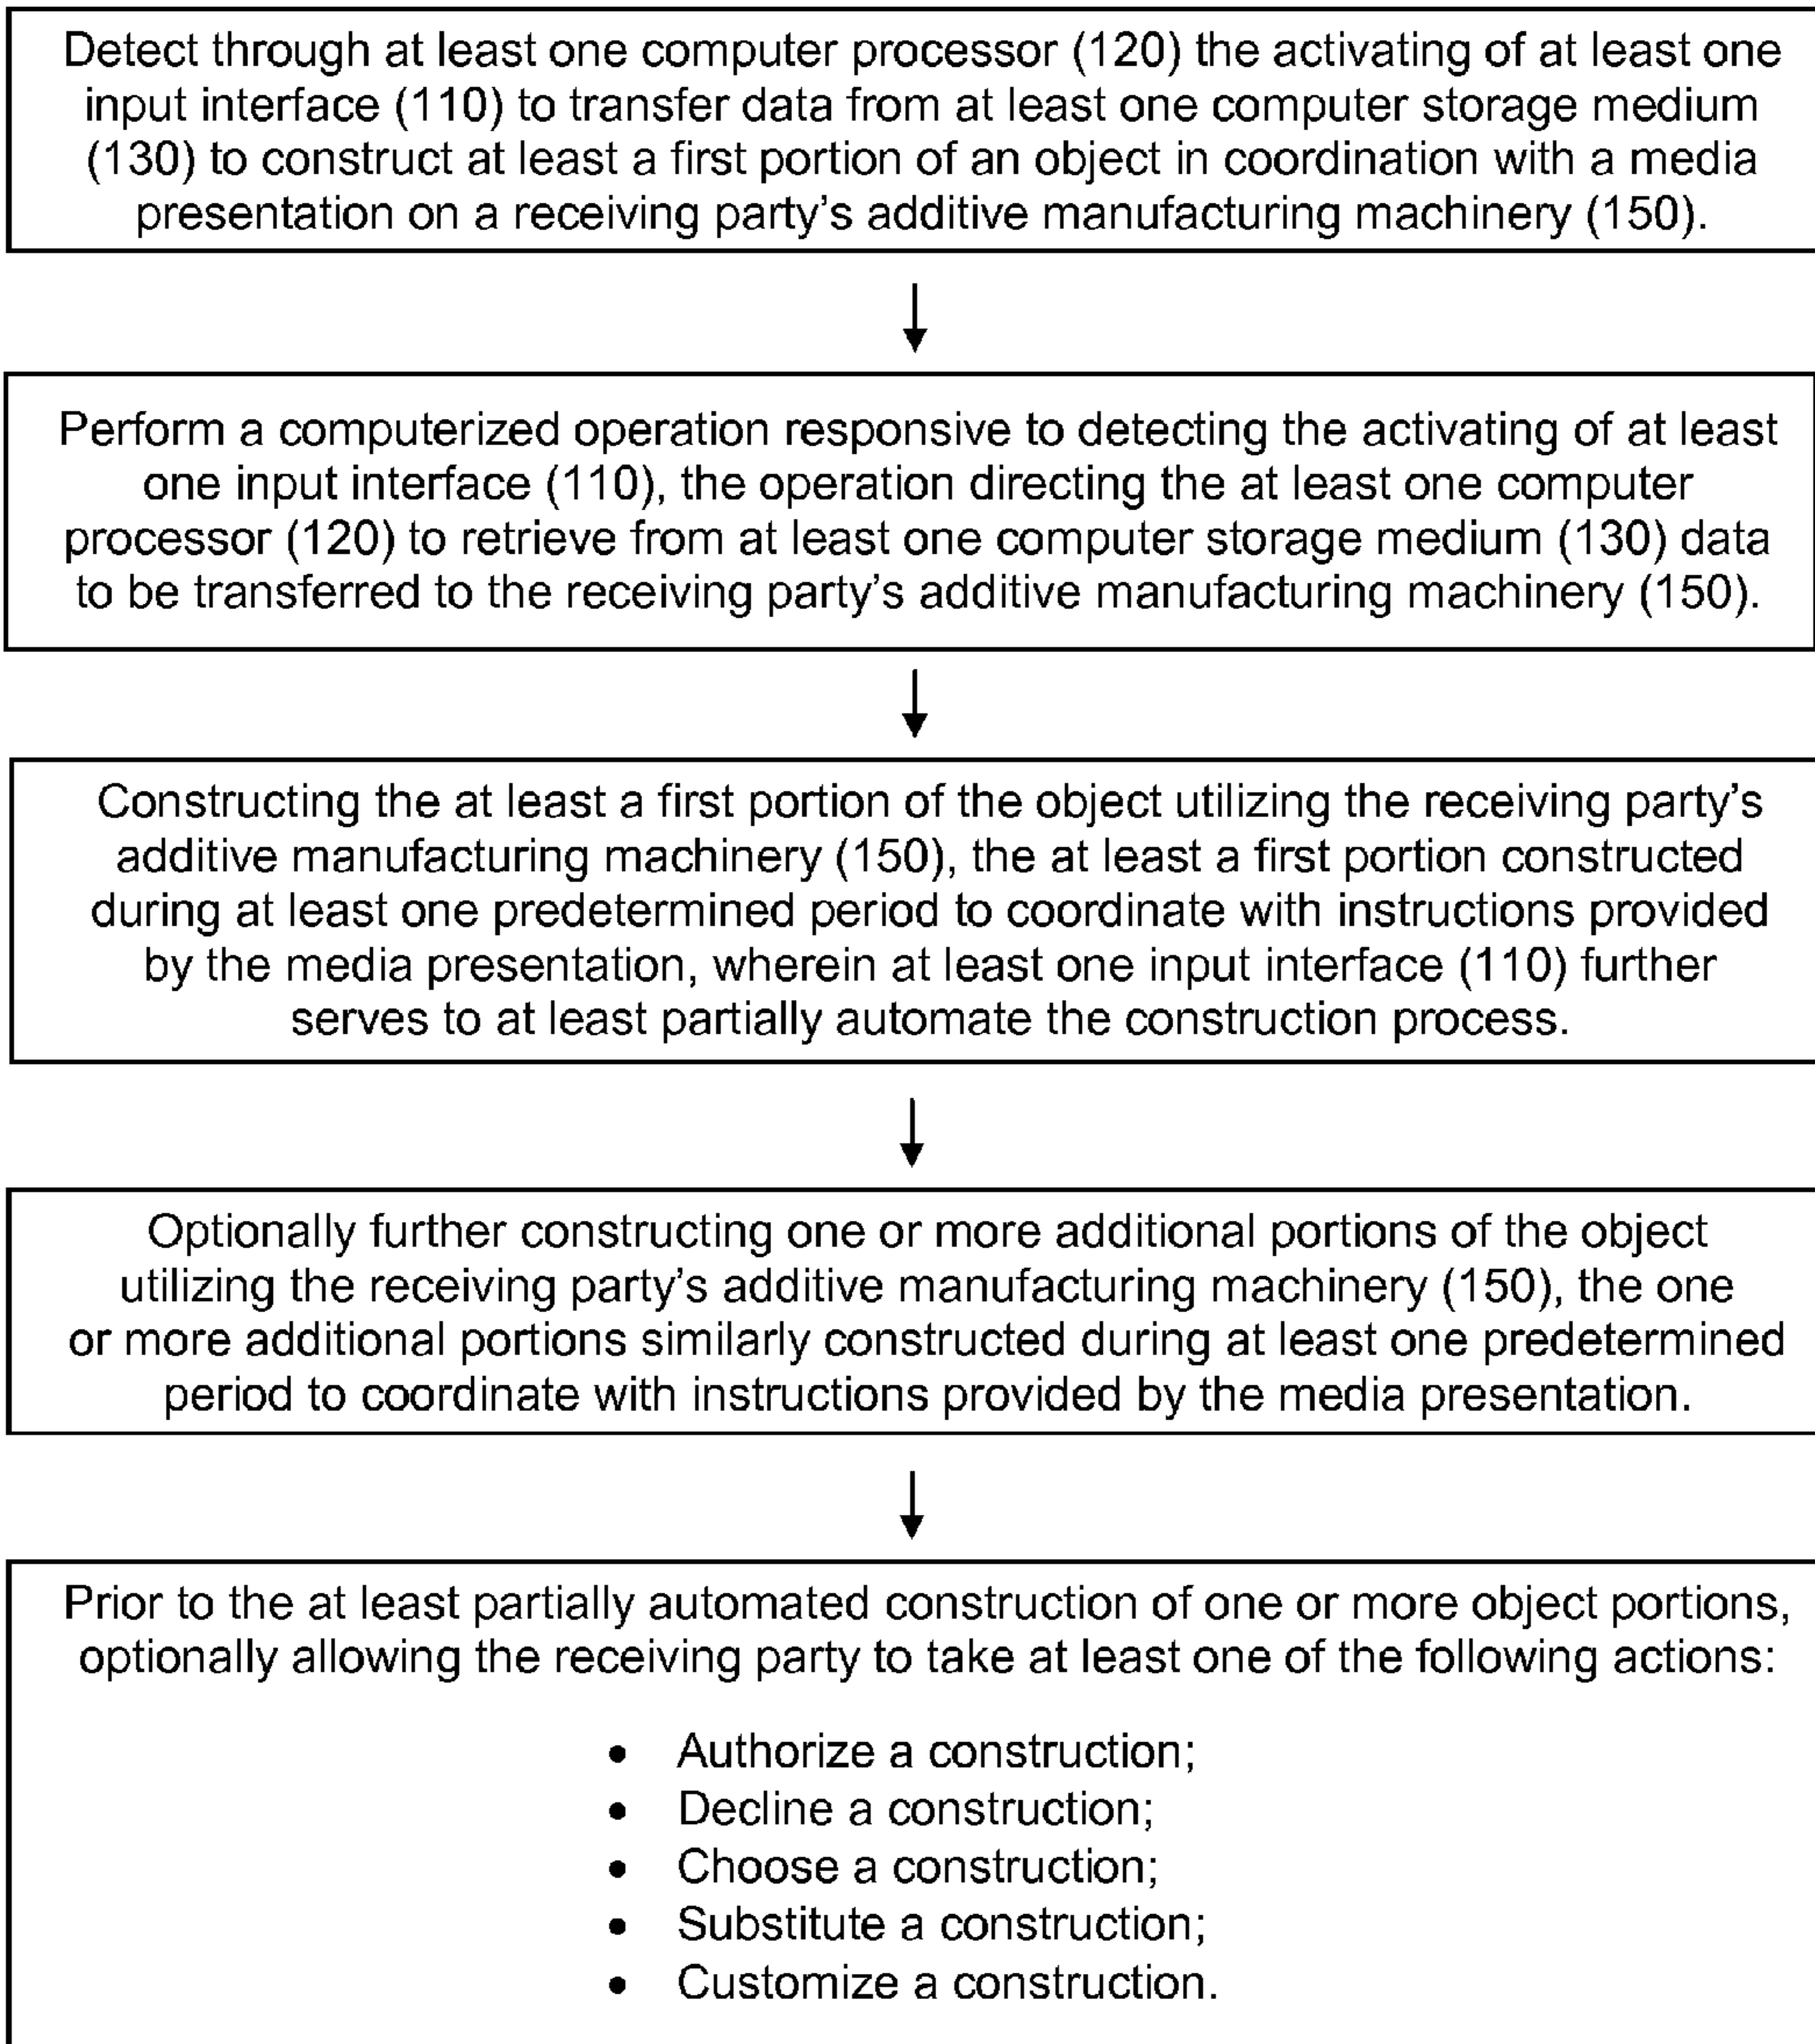 Detect through at least one computer processor (120) the activating of at least one
input interface (110) to transfer data from at least one computer storage medium
(130) to construct at least a first portion of an object in coordination with a media
presentation on a receiving party's additive manufacturing machinery (150).
Perform a computerized operation responsive to detecting the activating of at least
one input interface (110), the operation directing the at least one computer
processor (120) to retrieve from at least one computer storage medium (130) data
to be transferred to the receiving party's additive manufacturing machinery (150).
Constructing the at least a first portion of the object utilizing the receiving party's
additive manufacturing machinery (150), the at least a first portion constructed
during at least one predetermined period to coordinate with instructions provided
by the media presentation, wherein at least one input interface (110) further
serves to at least partially automate the construction process.
Optionally further constructing one or more additional portions of the object
utilizing the receiving party's additive manufacturing machinery (150), the one
or more additional portions similarly constructed during at least one predetermined
period to coordinate with instructions provided by the media presentation.
Prior to the at least partially automated construction of one or more object portions,
optionally allowing the receiving party to take at least one of the following actions:
• Authorize a construction;
• Decline a construction;
• Choose a construction;
• Substitute a construction;
• Customize a construction.